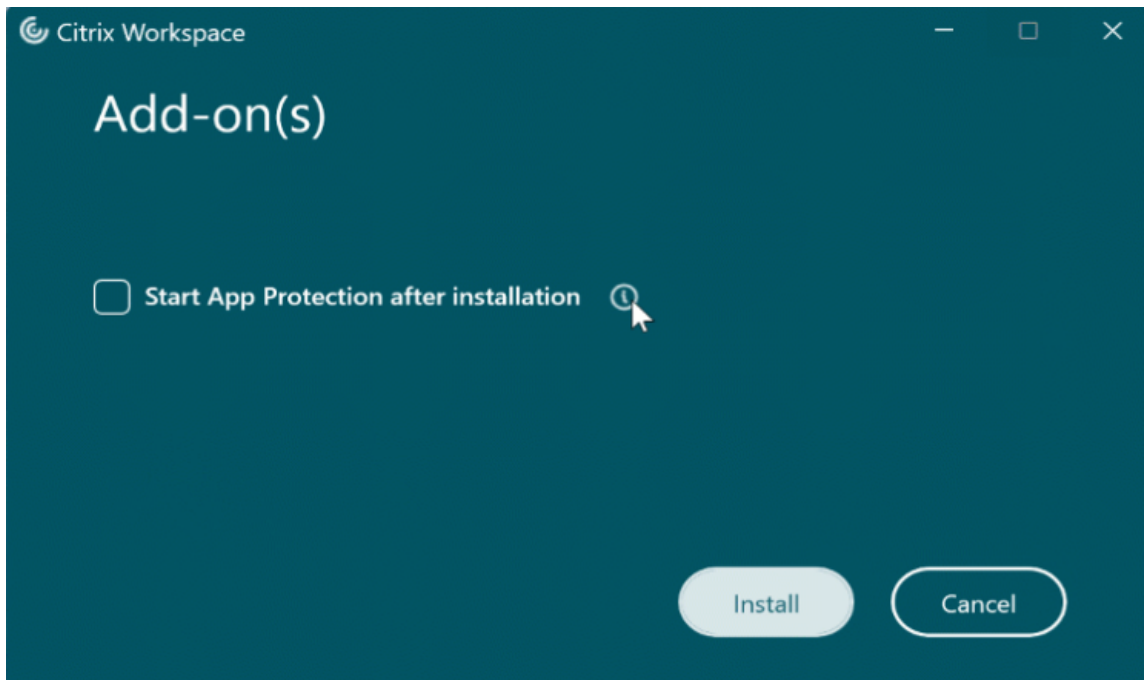 Citrix Workspace
Add-on(s)
Start App Protection after installation
Install
Cancel